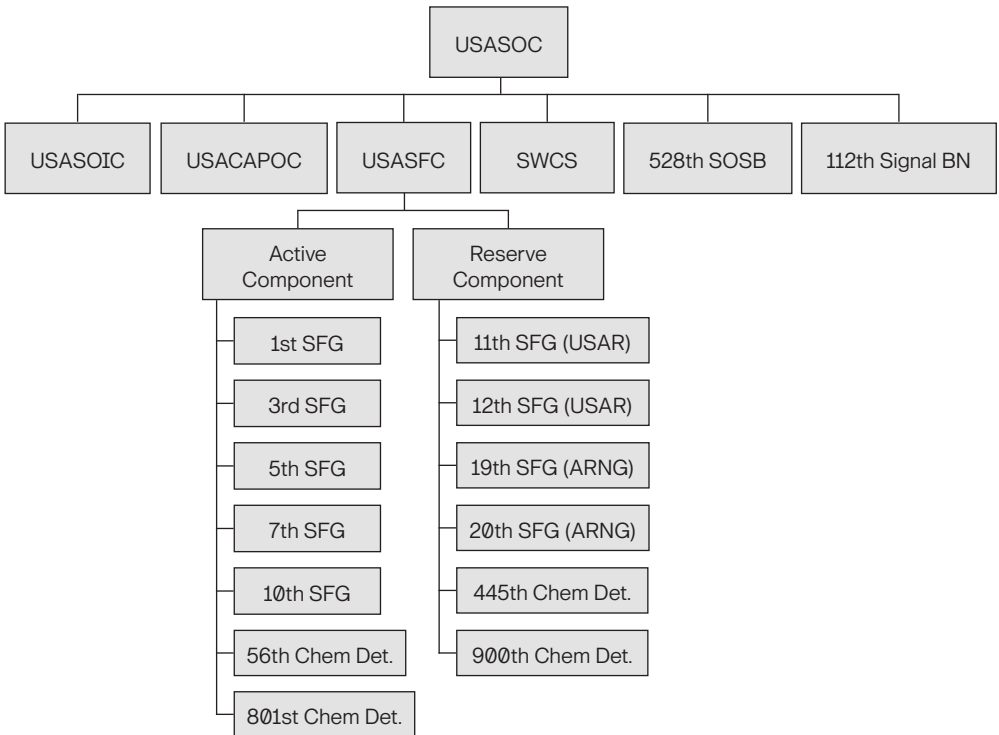 USASOC
USASOIC
USACAPOC
USASFC
SWCS
528th SOSB
112th Signal BN
Active
Component
Reserve
Component
1st SFG
3rd SFG
5th SFG
7th SFG
10th SFG
56th Chem Det.
801st Chem Det.
11th SFG (USAR)
12th SFG (USAR)
19th SFG (ARNG)
20th SFG (ARNG)
445th Chem Det.
900th Chem Det.